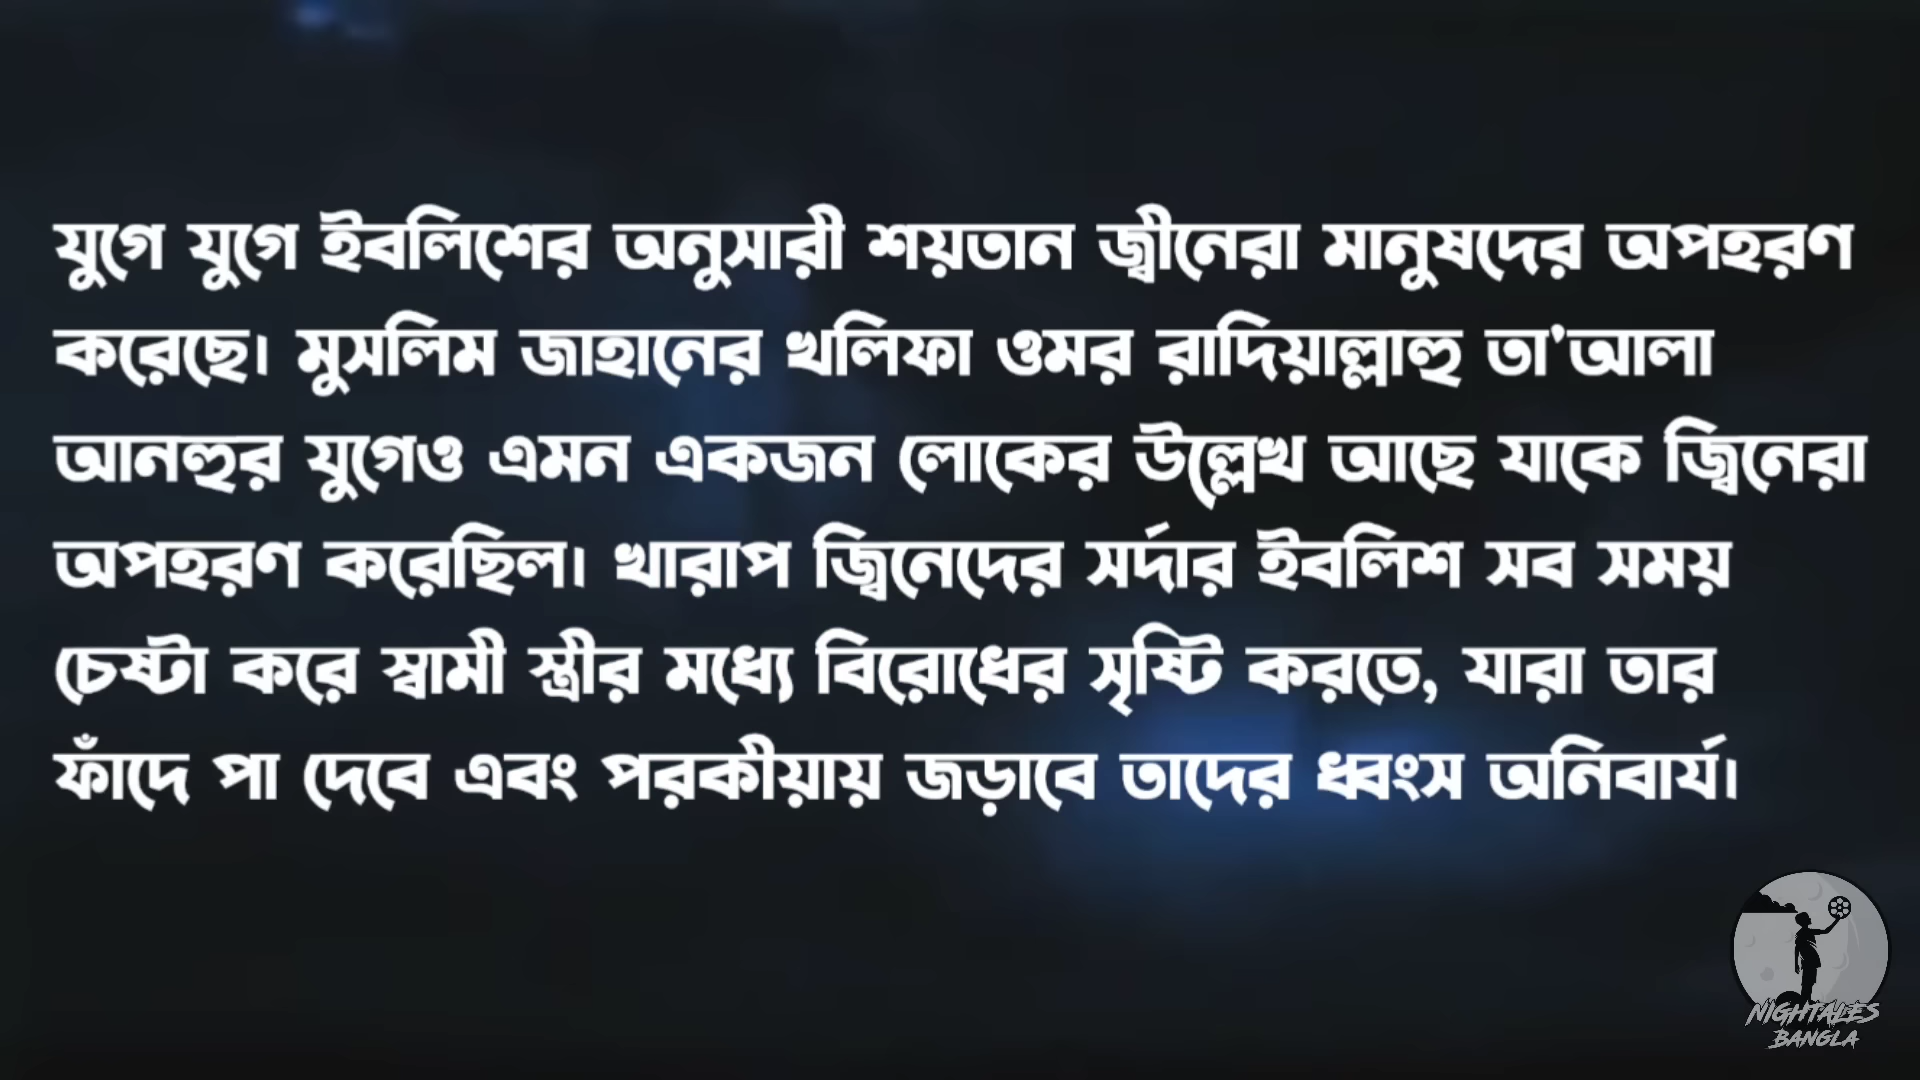 যুগে যুগে ইবলিশের অনুসারী শয়তান জ্বীনেরা মানুষদের অপহরণ
করেছে। মুসলিম জাহানের খলিফা ওমর রাদিয়াল্লাহু তা'আলা
আনহুর যুগেও এমন একজন লোকের উল্লেখ আছে যাকে জ্বিনেরা
অপহরণ করেছিল। খারাপ জ্বিনেদের সর্দার ইবলিশ সব সময়
চেষ্টা করে স্বামী স্ত্রীর মধ্যে বিরোধের সৃষ্টি করতে, যারা তার
ফাঁদে পা দেবে এবং পরকীয়ায় জড়াবে তাদের ধ্বংস অনিবার্য।
NIGHTALES
BANGLA